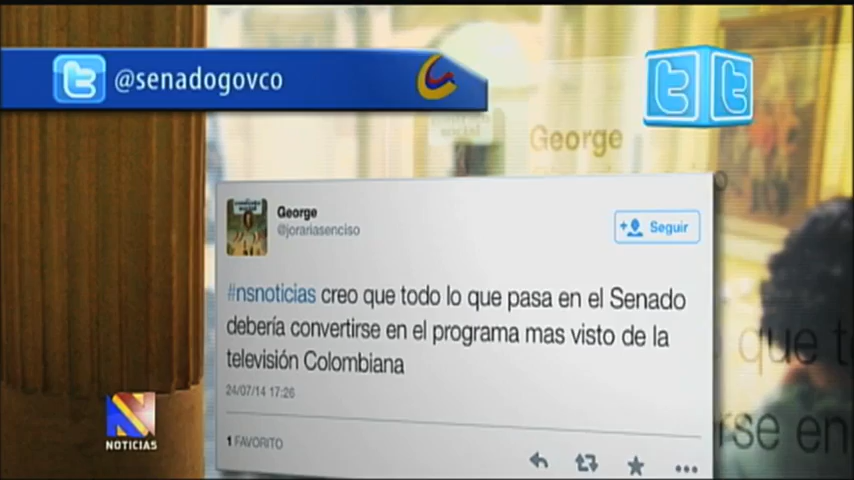 @senadogovco
George
George
@jorariasenciso
Seguir
#nsnoticias creo que todo lo que pasa en el Senado
debería convertirse en el programa mas visto de la
televisión Colombiana
24/07/14 17:26
1 FAVORITO
que t
rse en
N
NOTICIAS